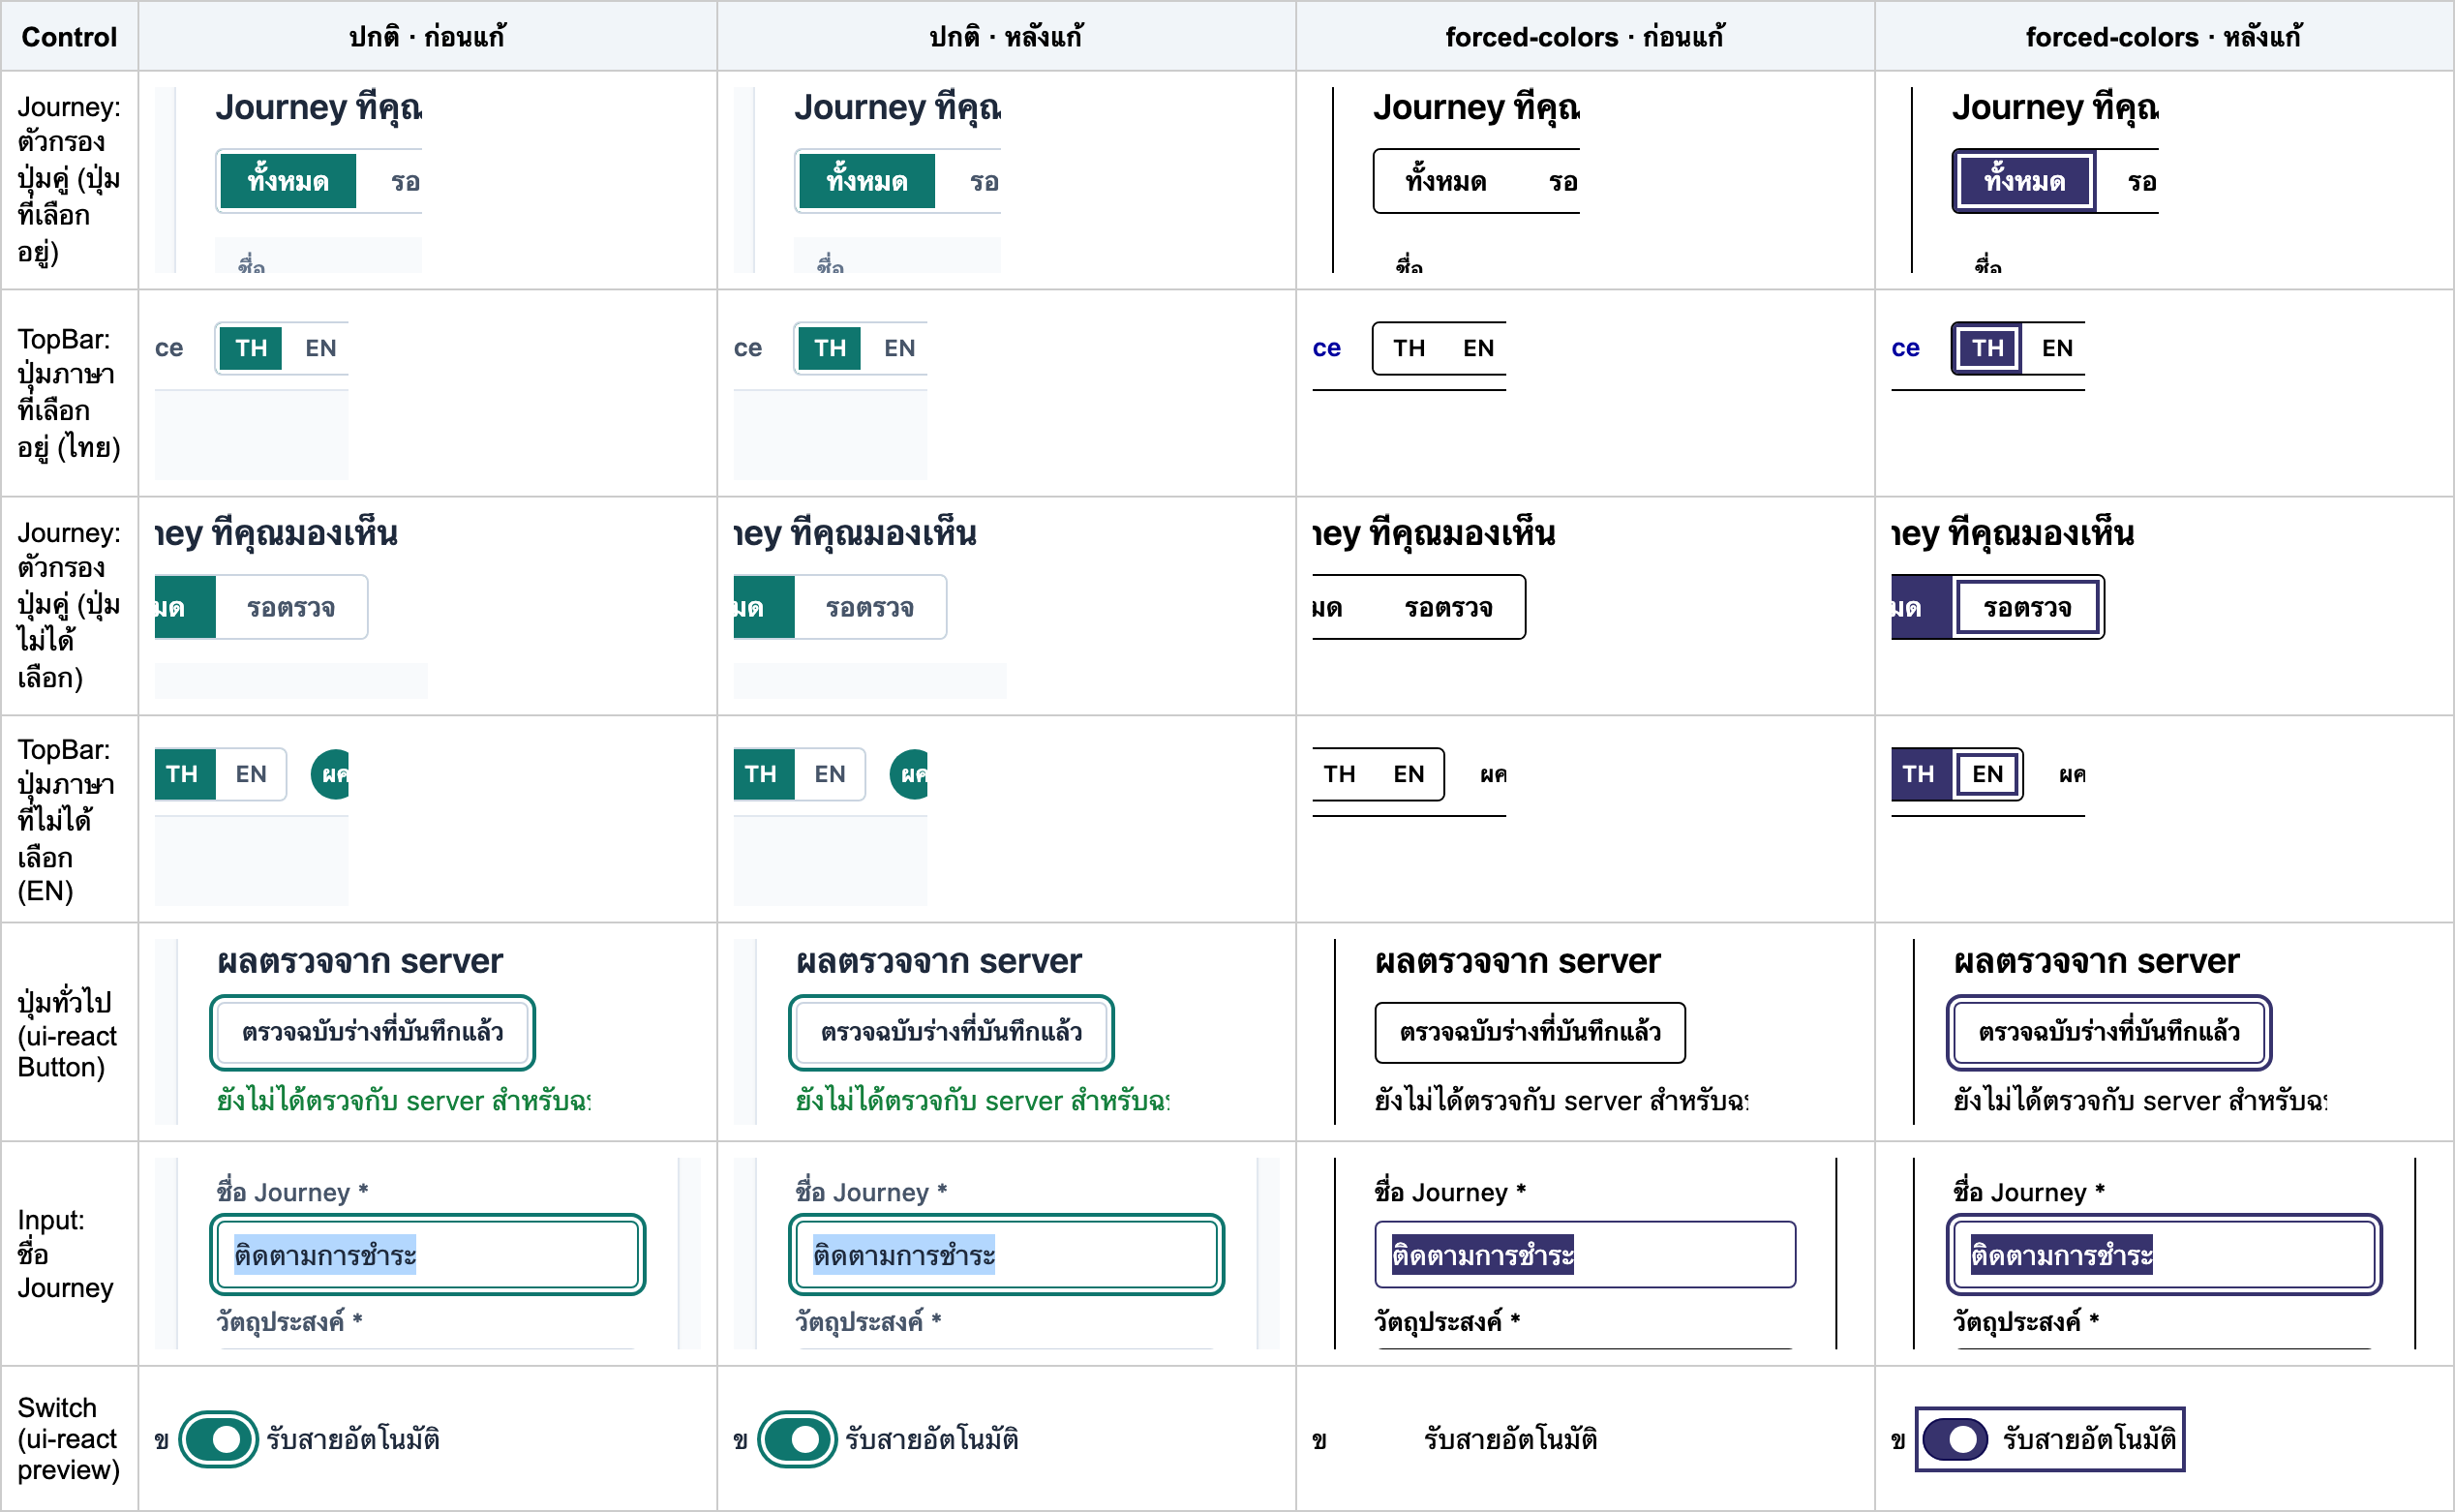 Control
ปกติ · ก่อนแก้
ปกติ · หลังแก้
forced-colors · ก่อนแก้
forced-colors · หลังแก้
Journey:
ตัวกรอง
ปุ่มคู่ (ปุ่ม
ที่เลือก
อยู่)
Journey ที่คุณ
ทั้งหมด
รอ
ชื่อ
Journey ที่คุณ
ทั้งหมด
รอ
ชื่อ
Journey ที่คุณ
ทั้งหมด
รอ
ชื่อ
Journey ที่คุณ
ทั้งหมด
รอ
ชื่อ
TopBar:
ปุ่มภาษา
ที่เลือก
อยู่ (ไทย)
ce TH EN
ce TH EN
ce TH EN
ce TH EN
Journey:
ตัวกรอง
ปุ่มคู่ (ปุ่ม
ไม่ได้
เลือก)
ney ที่คุณมองเห็น
มด รอตรวจ
ney ที่คุณมองเห็น
มด รอตรวจ
ney ที่คุณมองเห็น
มด รอตรวจ
ney ที่คุณมองเห็น
มด รอตรวจ
TopBar:
ปุ่มภาษา
ที่ไม่ได้
เลือก
(EN)
TH EN ผค
TH EN ผค
TH EN ผค
TH EN ผค
ปุ่มทั่วไป
(ui-react
Button)
ผลตรวจจาก server
ตรวจฉบับร่างที่บันทึกแล้ว
ยังไม่ได้ตรวจกับ server สำหรับฉ
ผลตรวจจาก server
ตรวจฉบับร่างที่บันทึกแล้ว
ยังไม่ได้ตรวจกับ server สำหรับฉ
ผลตรวจจาก server
ตรวจฉบับร่างที่บันทึกแล้ว
ยังไม่ได้ตรวจกับ server สำหรับฉ
ผลตรวจจาก server
ตรวจฉบับร่างที่บันทึกแล้ว
ยังไม่ได้ตรวจกับ server สำหรับฉ
Input:
ชื่อ
Journey
ชื่อ Journey *
ติดตามการชำระ
วัตถุประสงค์ *
ชื่อ Journey *
ติดตามการชำระ
วัตถุประสงค์ *
ชื่อ Journey *
ติดตามการชำระ
วัตถุประสงค์ *
ชื่อ Journey *
ติดตามการชำระ
วัตถุประสงค์ *
Switch
(ui-react
preview)
ข รับสายอัตโนมัติ
ข รับสายอัตโนมัติ
ข รับสายอัตโนมัติ
ข รับสายอัตโนมัติ